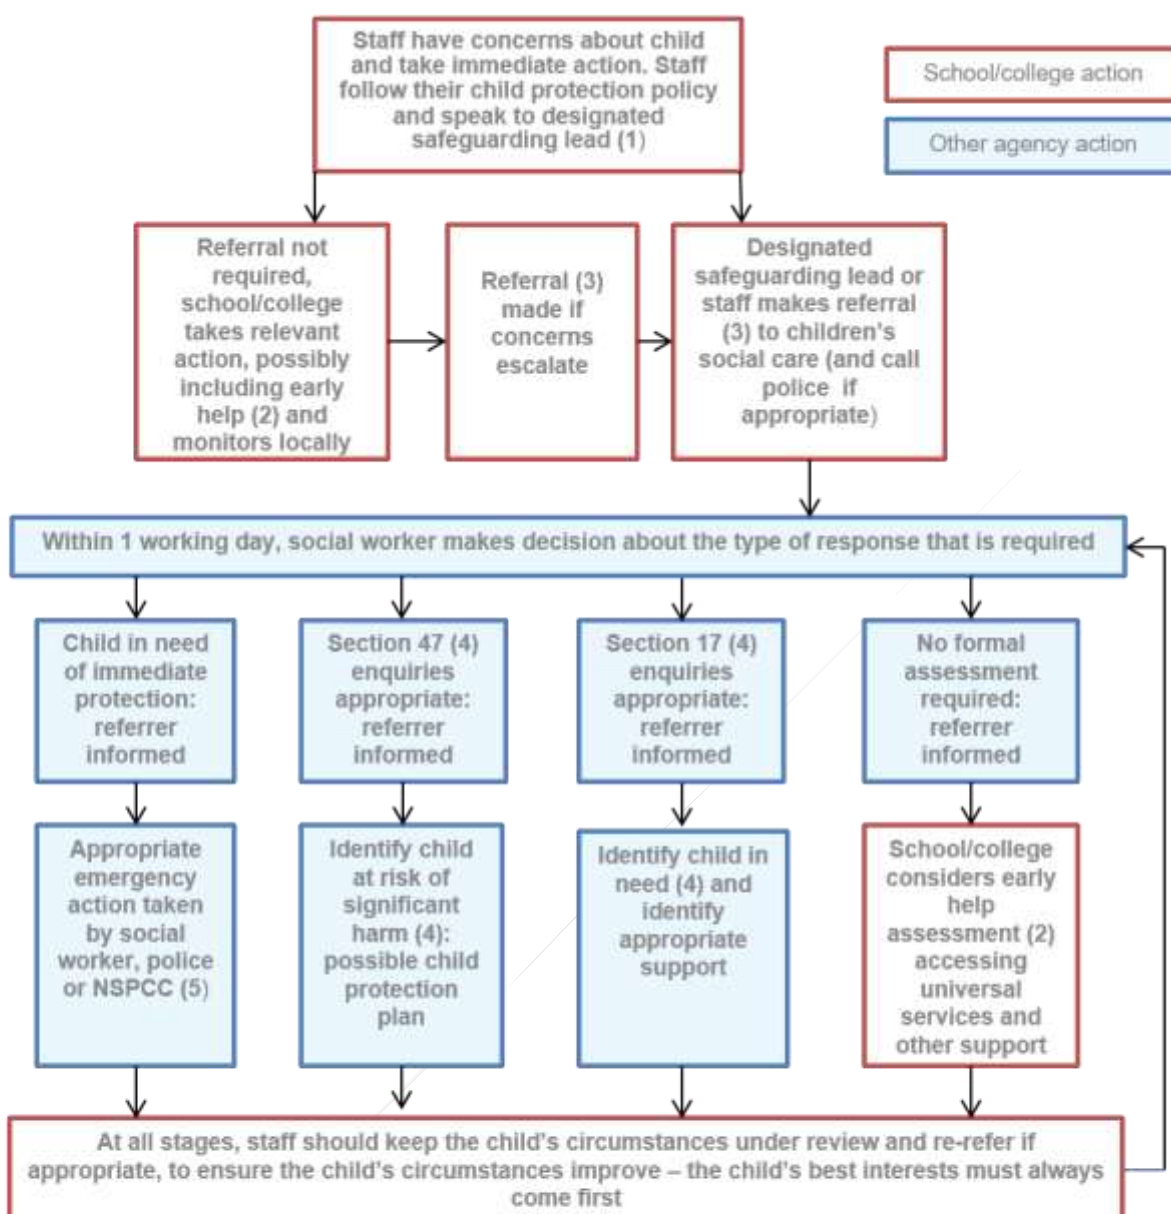 Staff have concerns about child
and take immediate action. Staff
follow their child protection policy
and speak to designated
safeguarding lead (1)
School/college action
Other agency action
Referral not
required,
school/college
takes relevant
action, possibly
including early
help (2) and
monitors locally
Referral (3)
made if
concerns
escalate
Designated
safeguarding lead or
staff makes referral
(3) to children's
social care (and call
police if
appropriate)
Within 1 working day, social worker makes decision about the type of response that is required
Child in need
of immediate
protection:
referrer
informed
Section 47 (4)
enquiries
appropriate:
referrer
informed
Section 17 (4)
enquiries
appropriate:
referrer
informed
No formal
assessment
required:
referrer
informed
Appropriate
emergency
action taken
by social
worker, police
or NSPCC (5)
Identify child
at risk of
significant
harm (4):
possible child
protection
plan
Identify child in
need (4) and
identify
appropriate
support
School/college
considers early
help
assessment (2)
accessing
universal
services and
other support
At all stages, staff should keep the child's circumstances under review and re-refer if
appropriate, to ensure the child's circumstances improve – the child's best interests must always
come first